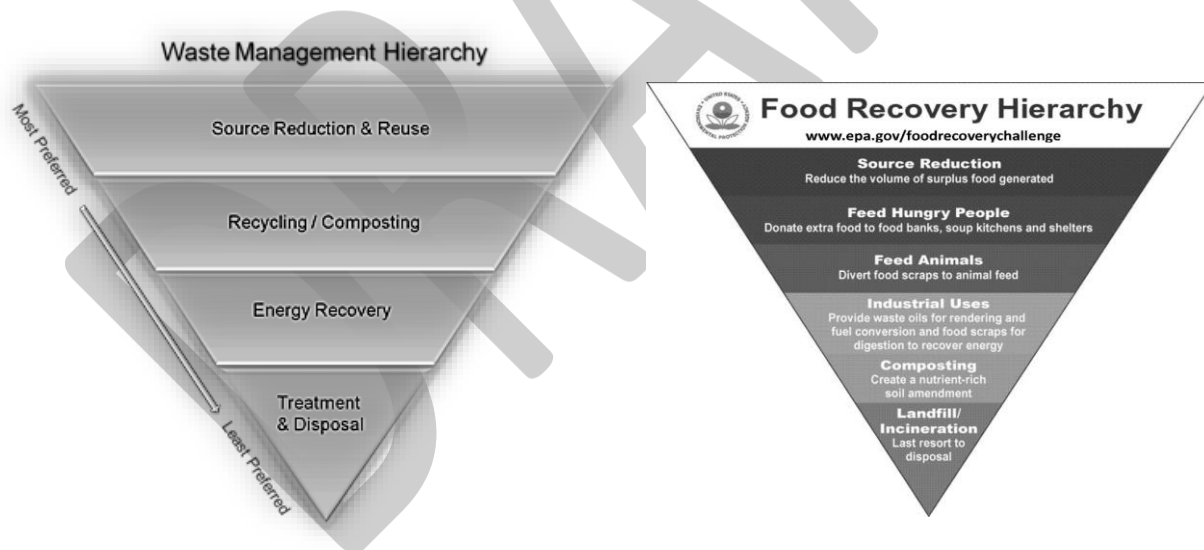 Waste Management Hierarchy
Most Preferred
Source Reduction & Reuse
Recycling / Composting
Energy Recovery
Treatment
& Disposal
Least Preferred
Food Recovery Hierarchy
www.epa.gov/foodrecoverychallenge
Source Reduction
Reduce the volume of surplus food generated
Feed Hungry People
Donate extra food to food banks, soup kitchens and shelters
Feed Animals
Divert food scraps to animal feed
Industrial Uses
Provide waste oils for rendering and
fuel conversion and food scraps for
digestion to recover energy
Composting
Create a nutrient-rich
soil amendment
Landfill/
Incineration
Last resort to
disposal